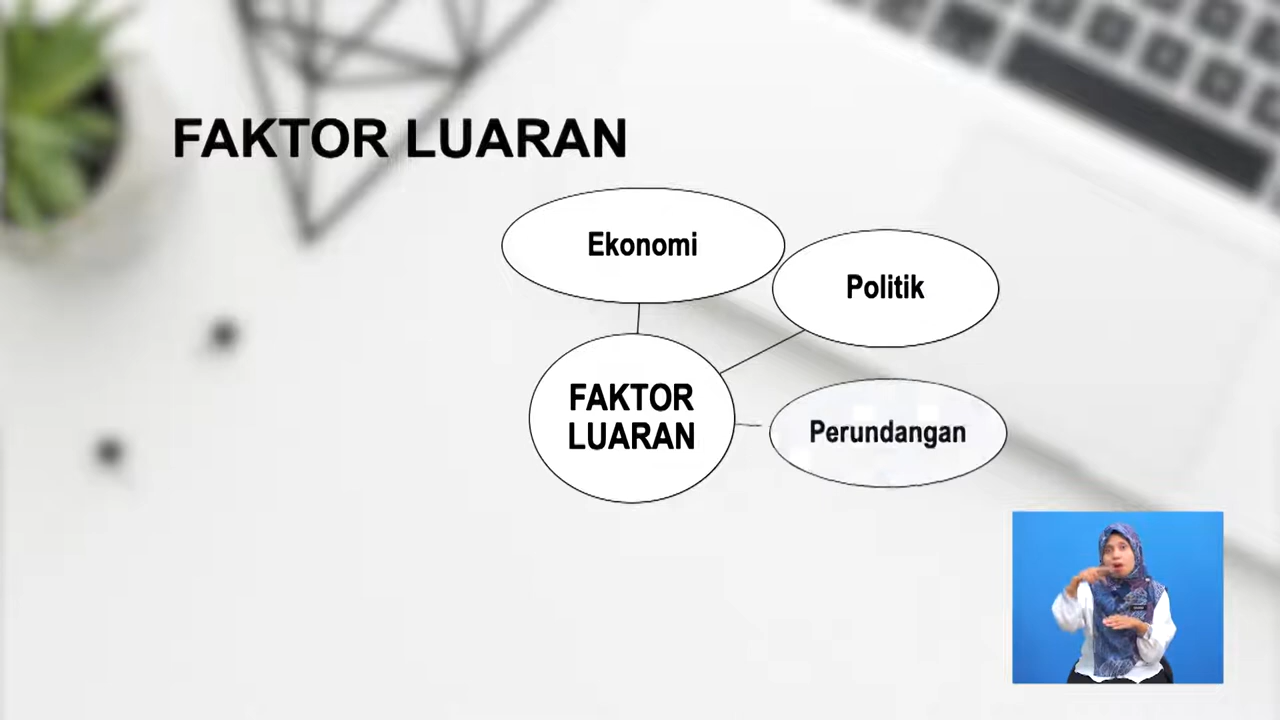 FAKTOR LUARAN
Ekonomi
Politik
FAKTOR
LUARAN
Perundangan